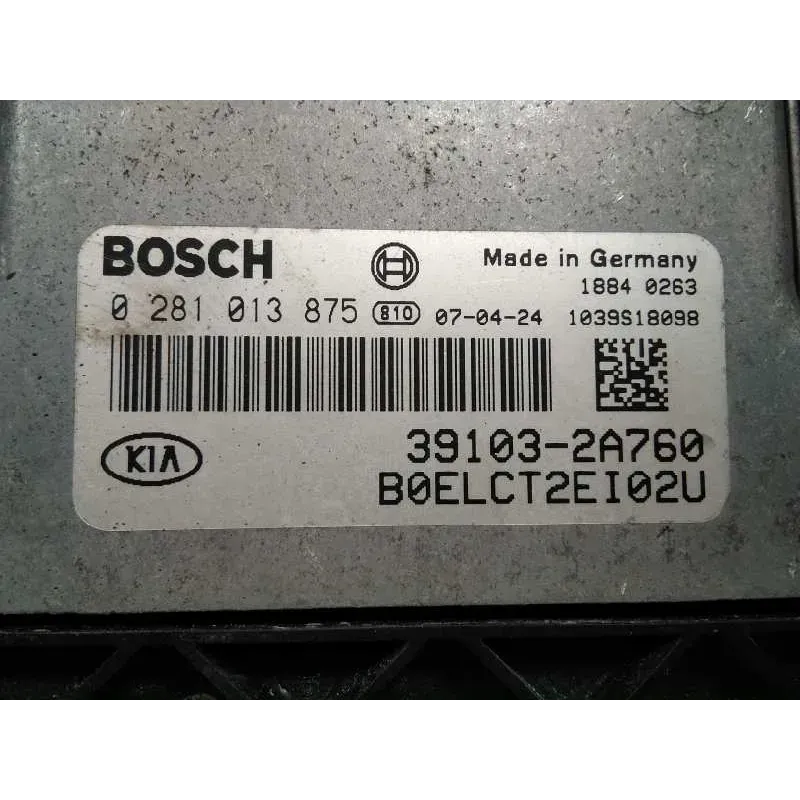 BOSCH Made in Germany
1884 0263
0 281 013 875 810 07-04-24 1039S18098
39103-2A760
KIA
B0ELCT2EI02U